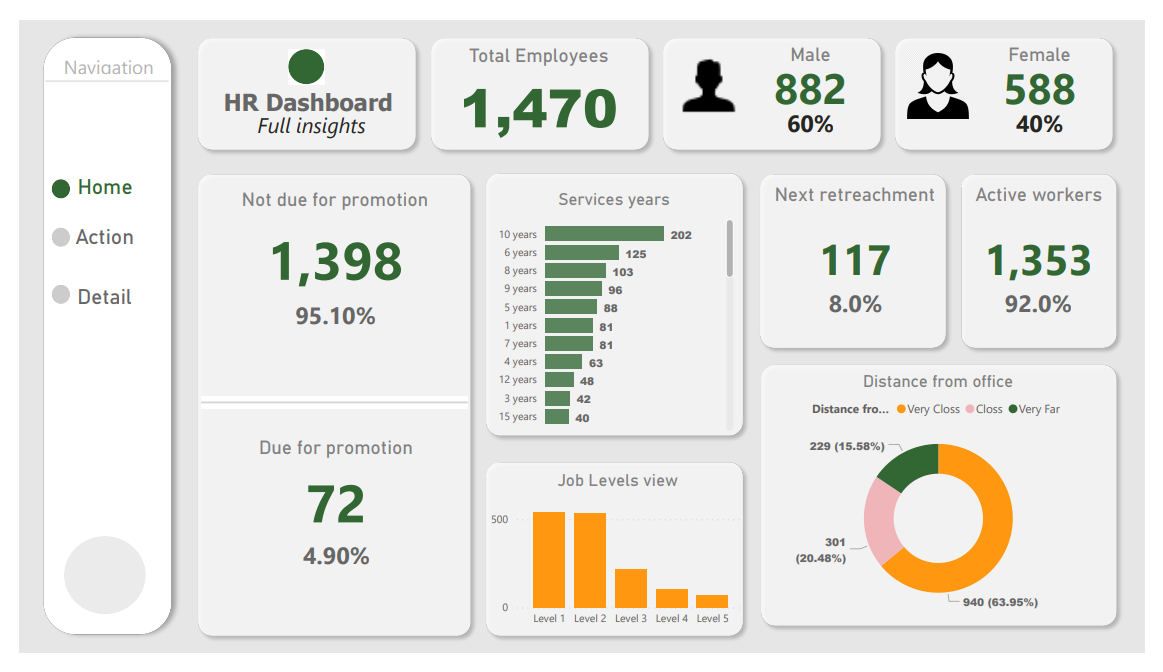 Navigation
Home
Action
Detail
HR Dashboard
Full insights
Total Employees
1,470
Male
882
60%
Female
588
40%
Not due for promotion
1,398
95.10%
Due for promotion
72
4.90%
Services years
10 years 202
6 years 125
8 years 103
9 years 96
5 years 88
1 years 81
7 years 81
4 years 63
12 years 48
3 years 42
15 years 40
Job Levels view
500
0
Level 1 Level 2 Level 3 Level 4 Level 5
Next retreachment
117
8.0%
Active workers
1,353
92.0%
Distance from office
Distance fro... Very Closs Closs Very Far
229 (15.58%)
301
(20.48%)
940 (63.95%)